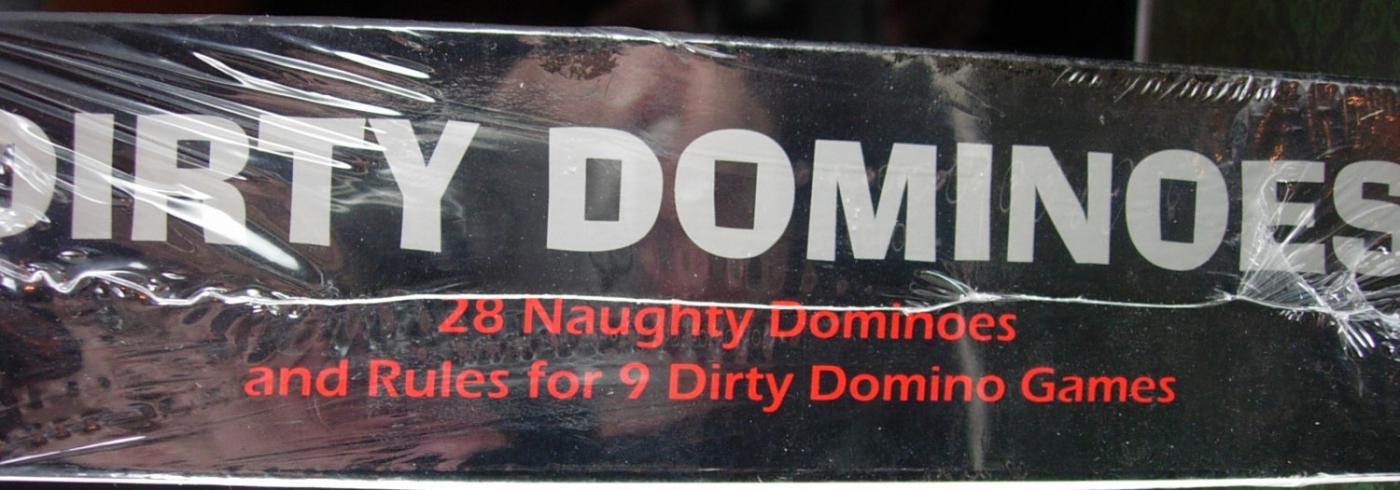 DIRTY DOMINOES
28 Naughty Dominoes
and Rules for 9 Dirty Domino Games